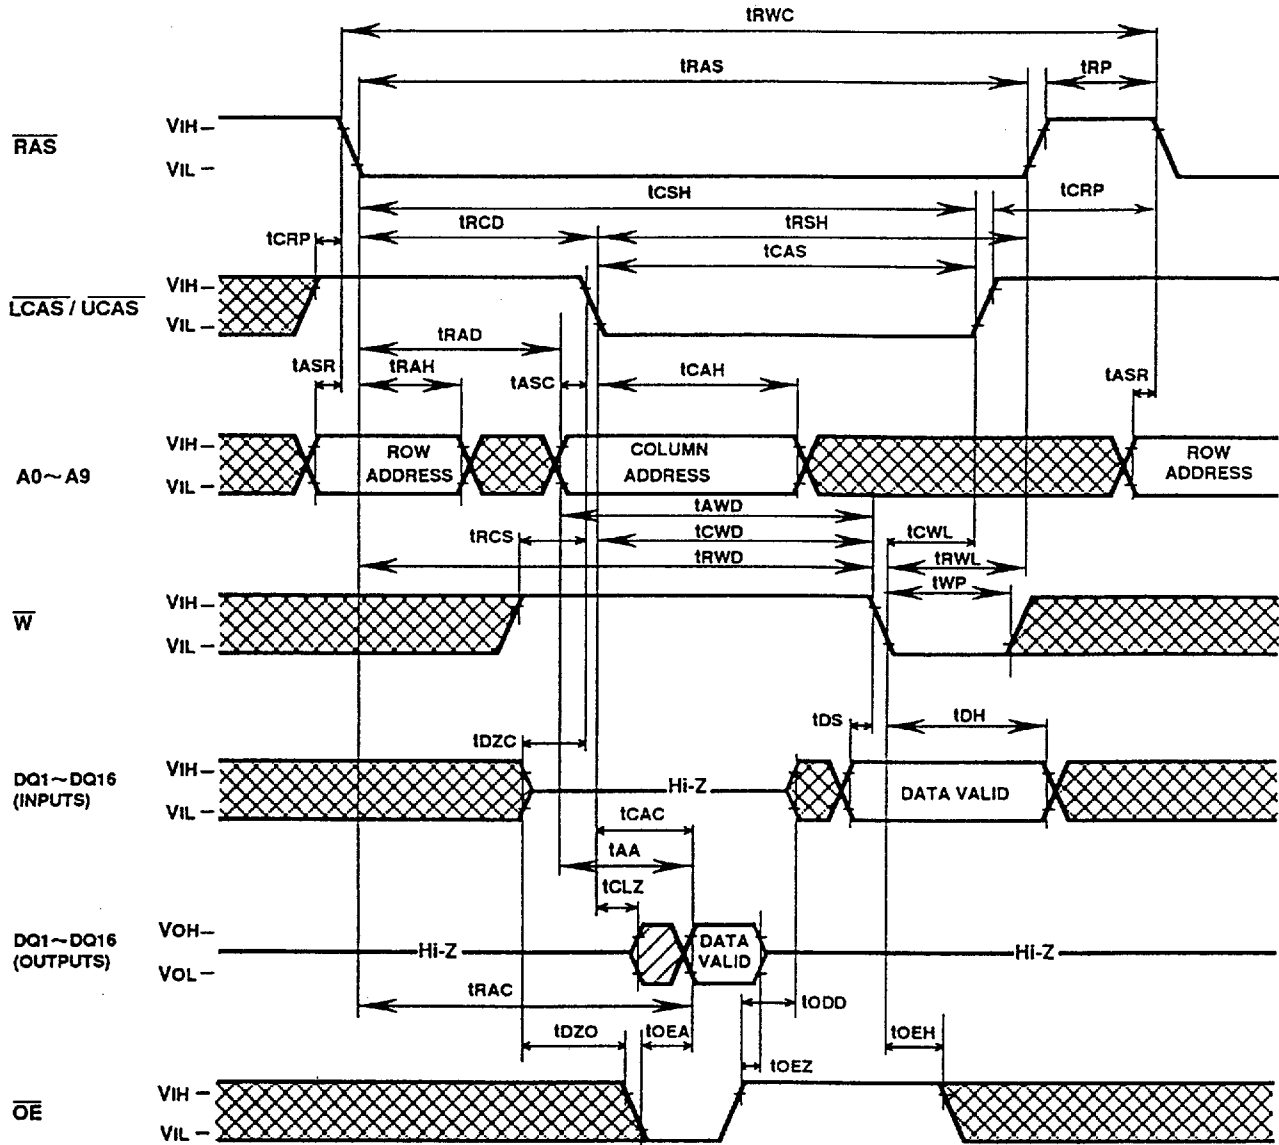 tRWC
tRAS
tRP
RAS
VIH
VIL
tCSH
tCRP
tRCD
tRSH
tCRP
tCAS
LCAS / UCAS
VIH
VIL
tRAD
tASR
tRAH
tASC
tCAH
tASR
A0～A9
VIH
VIL
ROW
ADDRESS
COLUMN
ADDRESS
ROW
ADDRESS
tAWD
tRCS
tCWD
tCWL
tRWD
tRWL
tWP
W
VIH
VIL
tDS
tDH
tDZC
DQ1～DQ16
(INPUTS)
VIH
VIL
Hi-Z
DATA VALID
tCAC
tAA
tCLZ
DQ1～DQ16
(OUTPUTS)
VOH
VOL
Hi-Z
DATA
VALID
Hi-Z
tRAC
tODD
tDZO
tOEA
tOEH
tOEZ
OE
VIH
VIL